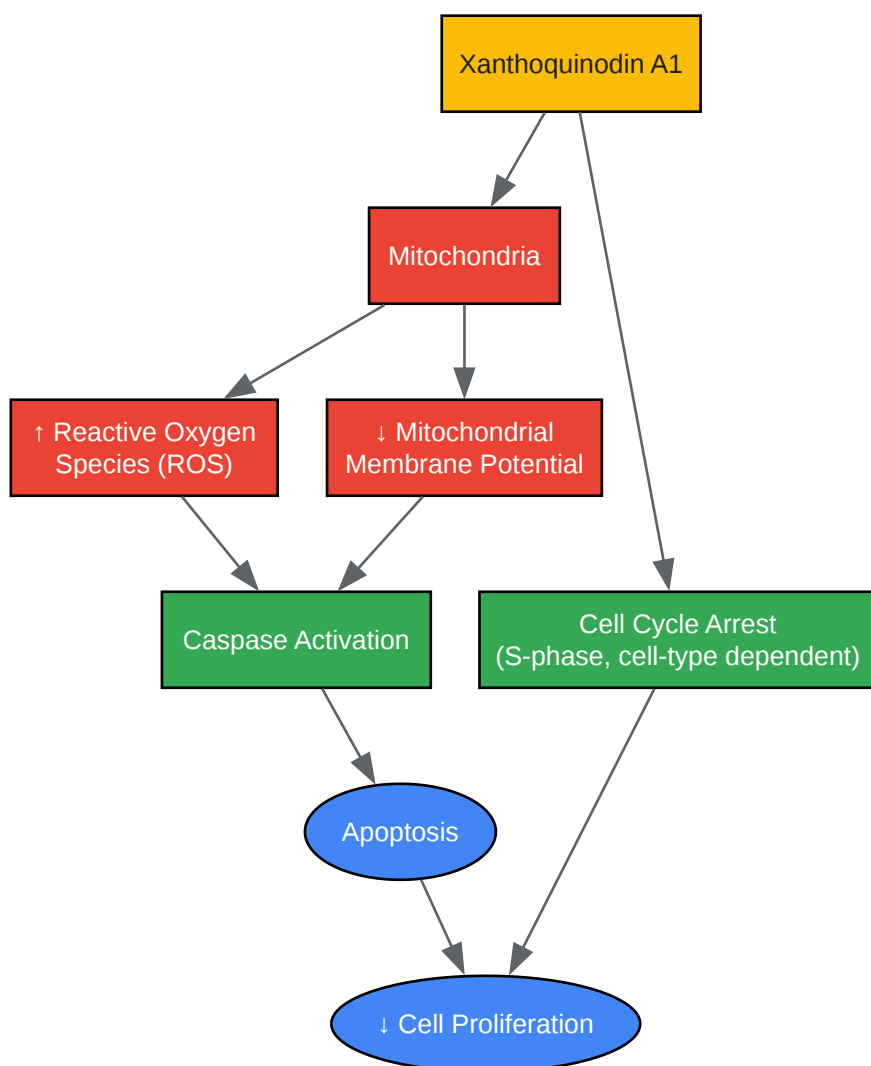 Xanthoquinodin A1
Mitochondria
↑ Reactive Oxygen
Species (ROS)
↓ Mitochondrial
Membrane Potential
Caspase Activation
Cell Cycle Arrest
(S-phase, cell-type dependent)
Apoptosis
↓ Cell Proliferation